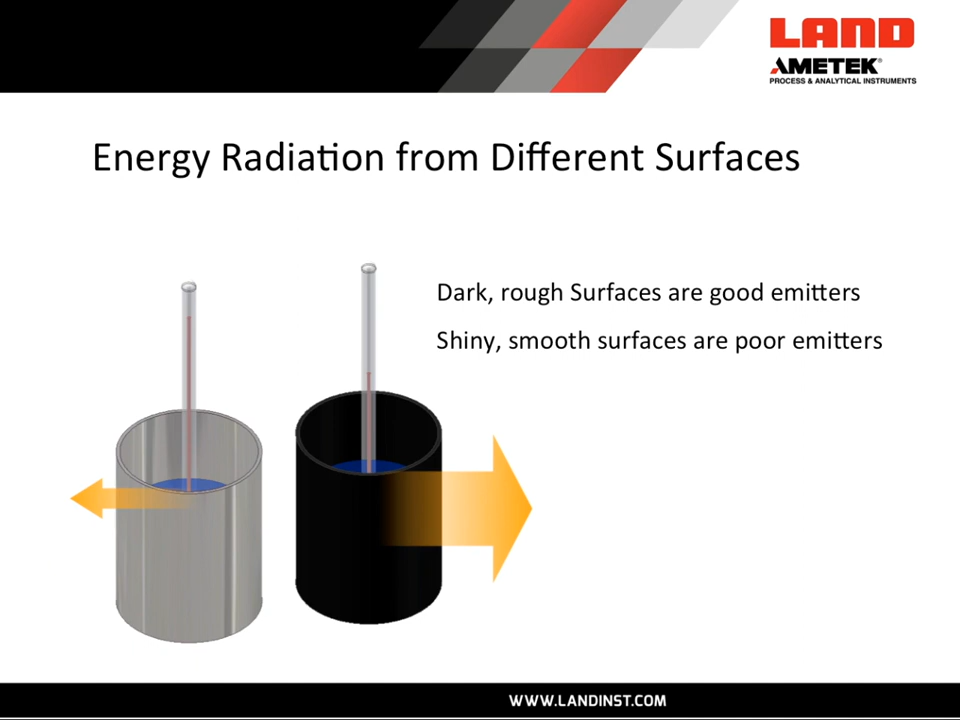 LAND
AMETEK®
PROCESS & ANALYTICAL INSTRUMENTS
Energy Radiation from Different Surfaces
Dark, rough Surfaces are good emitters
Shiny, smooth surfaces are poor emitters
WWW.LANDINST.COM